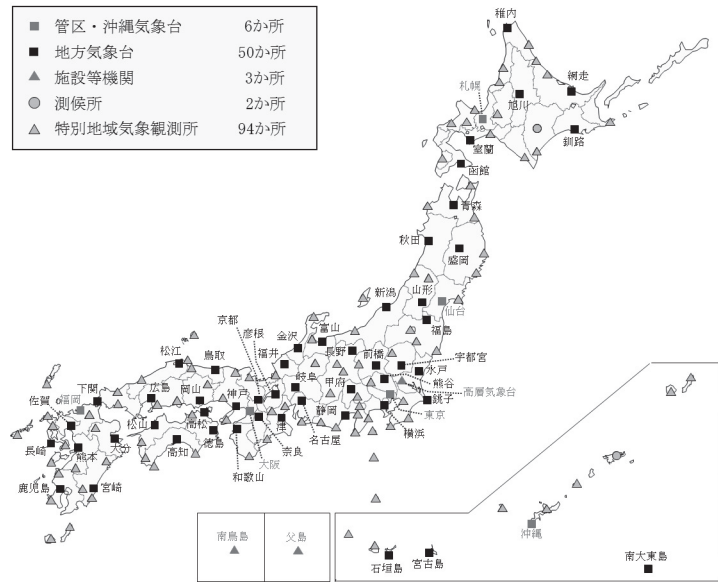 管区・沖縄気象台 6か所
地方気象台 50か所
施設等機関 3か所
測候所 2か所
特別地域気象観測所 94か所
稚内
網走
札幌
旭川
釧路
室蘭
函館
青森
秋田
盛岡
山形
新潟
仙台
福島
京都
彦根
金沢
富山
福井
長野
前橋
宇都宮
水戸
熊谷
高層気象台
銚子
東京
横浜
松江
鳥取
岐阜
甲府
静岡
名古屋
津
奈良
大阪
和歌山
神戸
岡山
広島
下関
福岡
佐賀
松山
高松
徳島
高知
大分
長崎
熊本
鹿児島
宮崎
南鳥島
父島
沖縄
石垣島
宮古島
南大東島